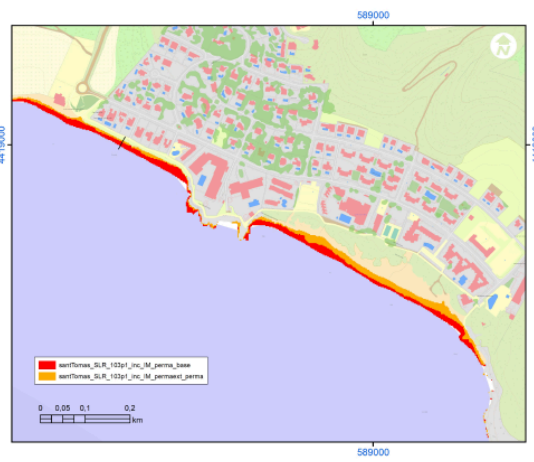 589000
N
4419000
santTomas_SLR_103p1_inc_IM_perma_base
santTomas_SLR_103p1_inc_IM_permaext_perma
0 0,05 0,1 0,2
km
589000